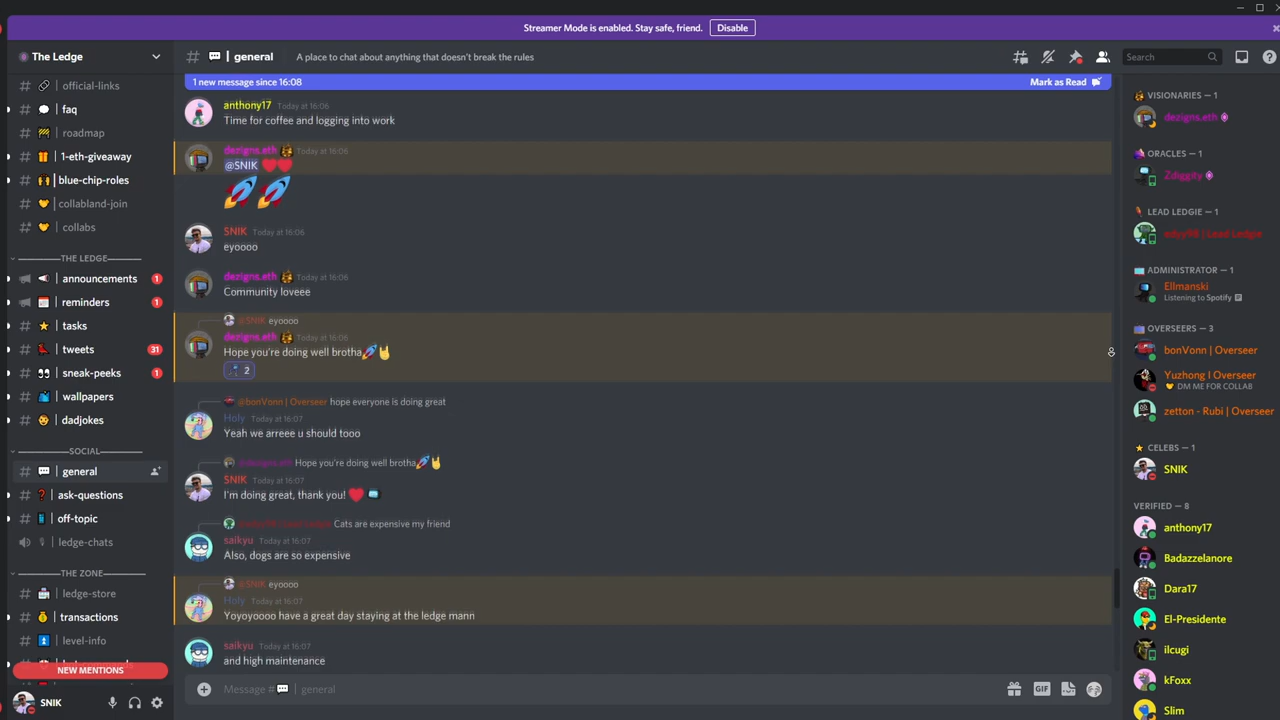 Streamer Mode is enabled. Stay safe, friend.
Disable
The Ledge
# | general
A place to chat about anything that doesn't break the rules
Search
1 new message since 16:08
Mark as Read
# | official-links
# | faq
# | roadmap
# | 1-eth-giveaway
# | blue-chip-roles
# | collabland-join
# | collabs
THE LEDGE
| announcements 1
| reminders 1
# | tasks
# | tweets 31
# | sneak-peeks 1
# | wallpapers
# | dadjokes
SOCIAL
# | general
# | ask-questions
# | off-topic
| ledge-chats
THE ZONE
# | ledge-store
# | transactions
# | level-info
NEW MENTIONS
SNIK
anthony17 Today at 16:06
Time for coffee and logging into work
dezigns.eth Today at 16:06
@SNIK ❤️❤️
🚀🚀
SNIK Today at 16:06
eyoooo
dezigns.eth Today at 16:06
Community loveee
@SNIK eyoooo
dezigns.eth Today at 16:06
Hope you're doing well brotha🚀🤘
2
@bonVonn | Overseer hope everyone is doing great
Holy Today at 16:07
Yeah we arreee u should tooo
@dezigns.eth Hope you're doing well brotha🚀🤘
SNIK Today at 16:07
I'm doing great, thank you! ❤️
Cats are expensive my friend
saikyu Today at 16:07
Also, dogs are so expensive
@SNIK eyoooo
Holy Today at 16:07
Yoyoyoooo have a great day staying at the ledge mann
saikyu Today at 16:07
and high maintenance
Message # | general
GIF
VISIONARIES — 1
dezigns.eth
ORACLES — 1
Zdiggity
LEAD LEDGIE — 1
| Lead Ledgie
ADMINISTRATOR — 1
Ellmanski
Listening to Spotify
OVERSEERS — 3
bonVonn | Overseer
Yuzhong I Overseer
DM ME FOR COLLAB
zetton - Rubi | Overseer
CELEBS — 1
SNIK
VERIFIED — 8
anthony17
Badazzelanore
Dara17
El-Presidente
ilcugi
kFoxx
Slim